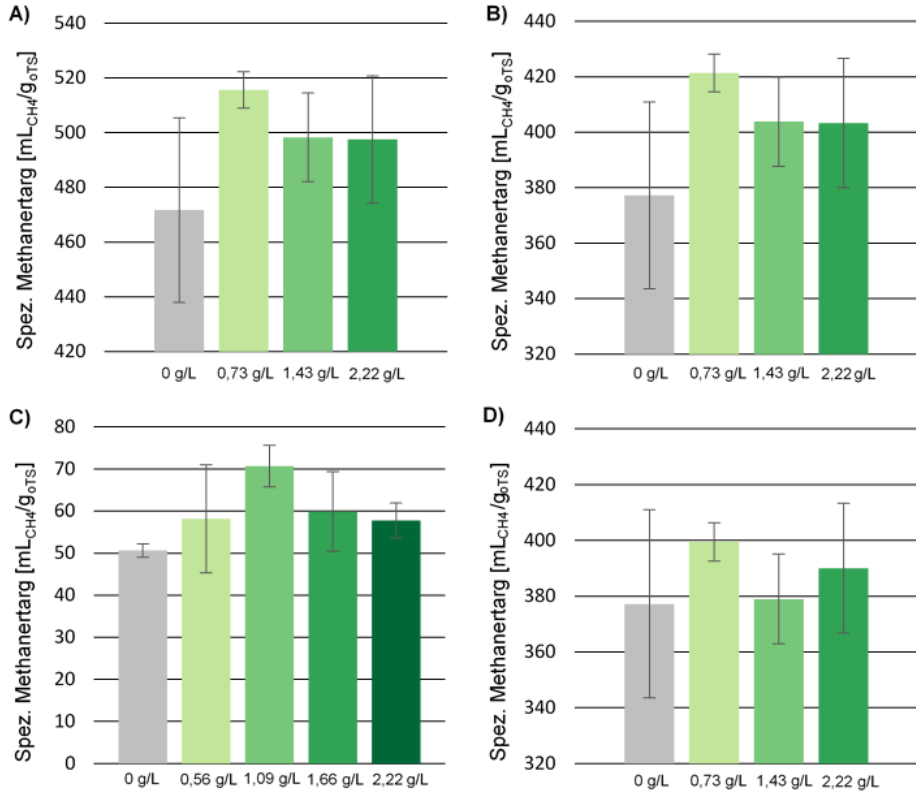 A)
Spez. Methanertarg [mLCH4/goTS]
540
520
500
480
460
440
420
0 g/L 0,73 g/L 1,43 g/L 2,22 g/L
B)
Spez. Methanertarg [mLCH4/goTS]
440
420
400
380
360
340
320
0 g/L 0,73 g/L 1,43 g/L 2,22 g/L
C)
Spez. Methanertarg [mLCH4/goTS]
80
70
60
50
40
30
20
10
0
0 g/L 0,56 g/L 1,09 g/L 1,66 g/L 2,22 g/L
D)
Spez. Methanertarg [mLCH4/goTS]
440
420
400
380
360
340
320
0 g/L 0,73 g/L 1,43 g/L 2,22 g/L